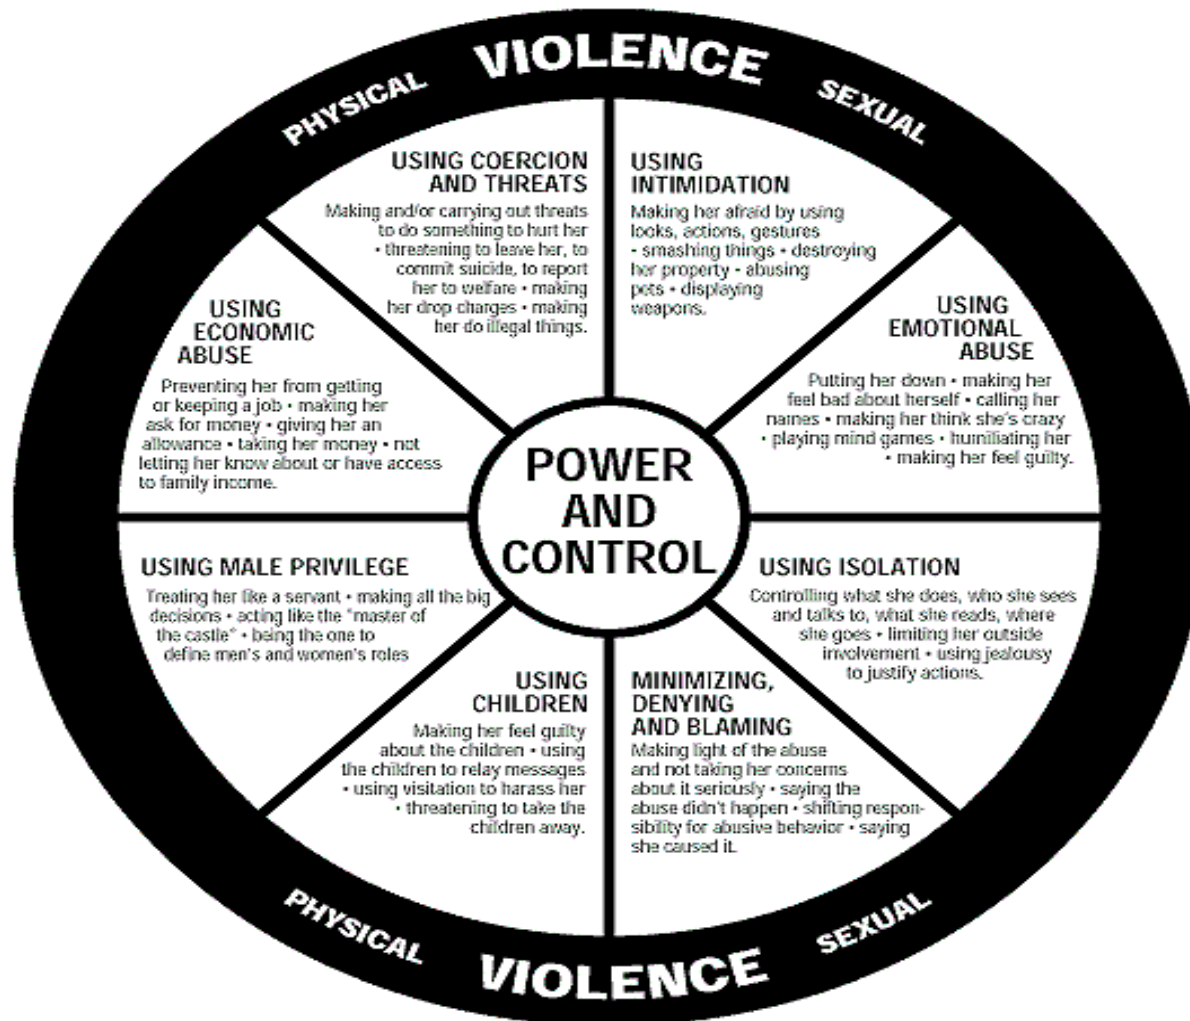 PHYSICAL VIOLENCE SEXUAL
USING COERCION
AND THREATS
Making and/or carrying out threats
to do something to hurt her
• threatening to leave her, to
commit suicide, to report
her to welfare • making
her drop charges • making
her do illegal things.
USING
INTIMIDATION
Making her afraid by using
looks, actions, gestures
• smashing things • destroying
her property • abusing
pets • displaying
weapons.
USING
EMOTIONAL
ABUSE
Putting her down • making her
feel bad about herself • calling her
names • making her think she's crazy
• playing mind games • humiliating her
• making her feel guilty.
USING ISOLATION
Controlling what she does, who she sees
and talks to, what she reads, where
she goes • limiting her outside
involvement • using jealousy
to justify actions.
MINIMIZING,
DENYING
AND BLAMING
Making light of the abuse
and not taking her concerns
about it seriously • saying the
abuse didn't happen • shifting respon-
sibility for abusive behavior • saying
she caused it.
USING
CHILDREN
Making her feel guilty
about the children • using
the children to relay messages
• using visitation to harass her
• threatening to take the
children away.
USING MALE PRIVILEGE
Treating her like a servant • making all the big
decisions • acting like the "master of
the castle" • being the one to
define men's and women's roles
USING
ECONOMIC
ABUSE
Preventing her from getting
or keeping a job • making her
ask for money • giving her an
allowance • taking her money • not
letting her know about or have access
to family income.
POWER
AND
CONTROL
PHYSICAL VIOLENCE SEXUAL